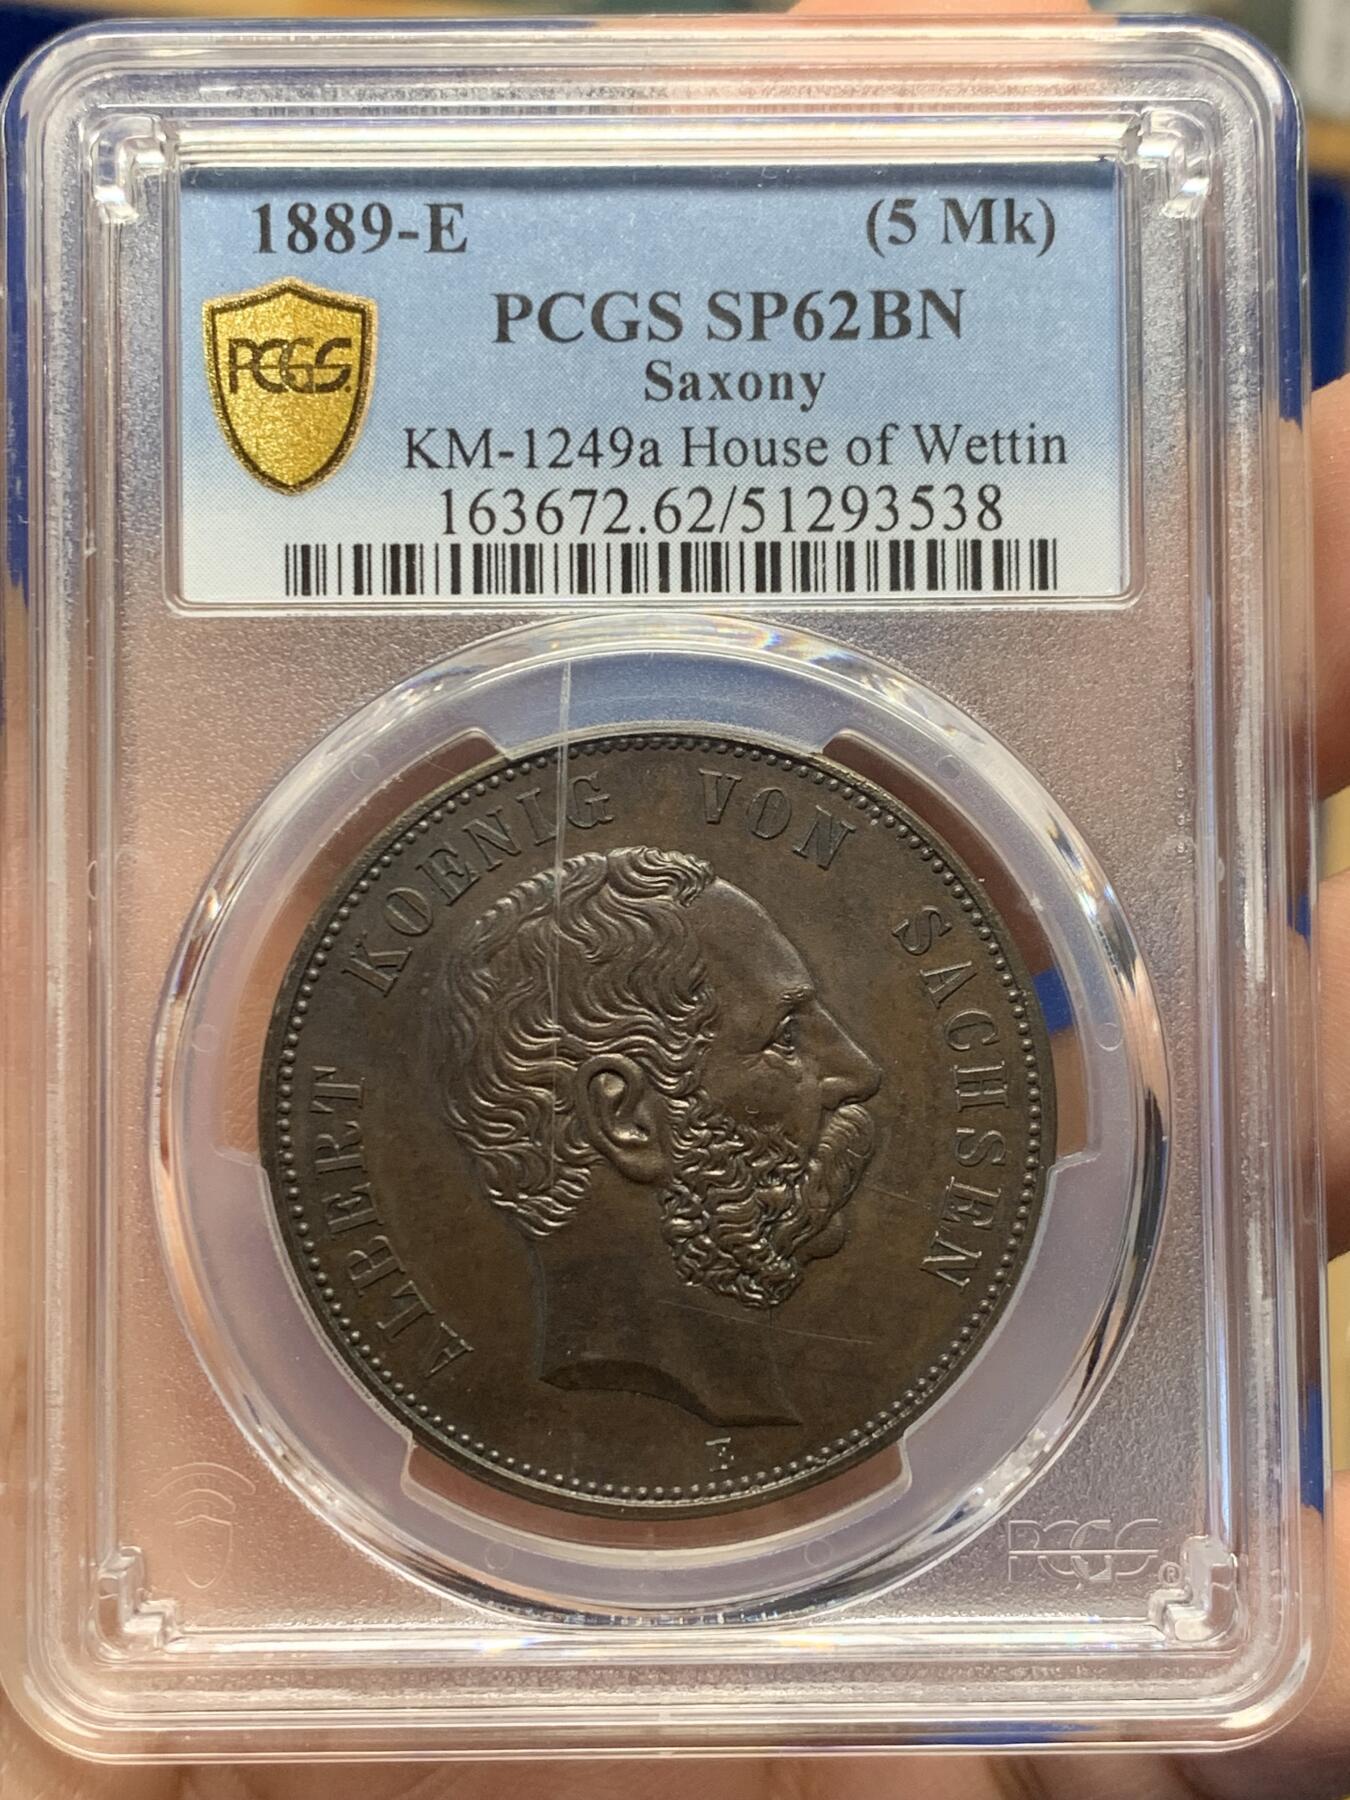 1889-E (5 Mk)
PCGS SP62BN
PCGS
Saxony
KM-1249a House of Wettin
163672.62/51293538
ALBERT KOENIG VON SACHSEN
E
PCGS®